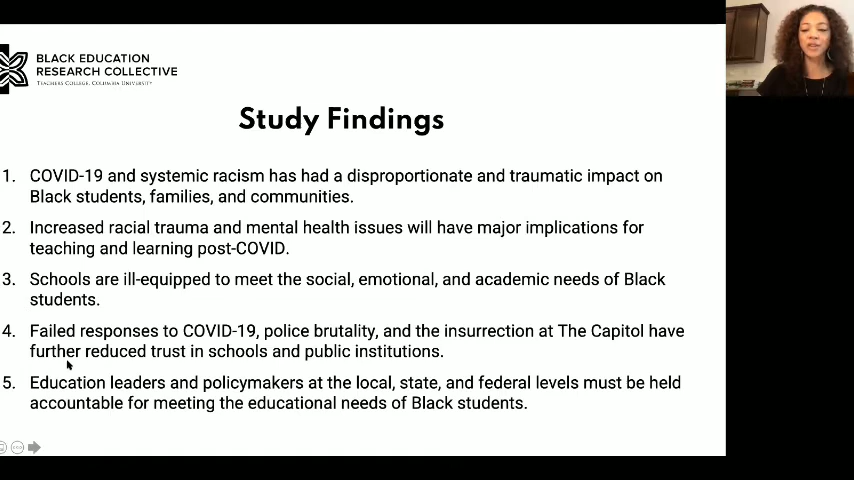 BLACK EDUCATION
RESEARCH COLLECTIVE
TEACHERS COLLEGE, COLUMBIA UNIVERSITY
Study Findings
1. COVID-19 and systemic racism has had a disproportionate and traumatic impact on
Black students, families, and communities.
2. Increased racial trauma and mental health issues will have major implications for
teaching and learning post-COVID.
3. Schools are ill-equipped to meet the social, emotional, and academic needs of Black
students.
4. Failed responses to COVID-19, police brutality, and the insurrection at The Capitol have
further reduced trust in schools and public institutions.
5. Education leaders and policymakers at the local, state, and federal levels must be held
accountable for meeting the educational needs of Black students.